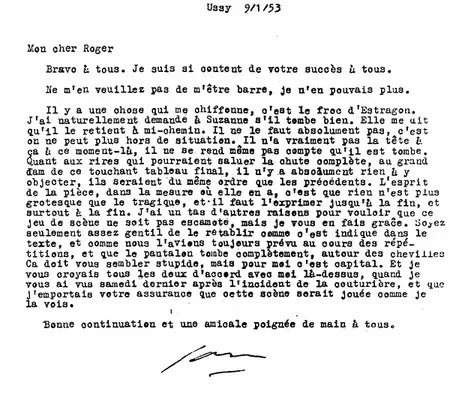 Ussy 9/1/53
Mon cher Roger
Bravo à tous. Je suis si content de votre succès à tous.
Ne m'en veuillez pas de m'être barre, je n'en pouvais plus.
Il y a une chose qui me chiffonne, c'est le froc d'Estragon.
J'ai naturellement demande à Suzanne s'il tombe bien. Elle me dit
qu'il le retient à mi-chemin. Il ne le faut absolument pas, c'est
on ne peut plus hors de situation. Il n'a vraiment pas la tête à
ça à ce moment-là, il ne se rend même pas compte qu'il est tombe.
Quant aux rires qui pourraient saluer la chute complète, au grand
dam de ce touchant tableau final, il n'y a absolument rien à y
objecter, ils seraient du même ordre que les précédents. L'esprit
de la pièce, dans la mesure où elle en a, c'est que rien n'est plus
grotesque que le tragique, et il faut l'exprimer jusqu'à la fin, et
surtout à la fin. J'ai un tas d'autres raisons pour vouloir que ce
jeu de scène ne soit pas escamote, mais je vous en fais grâce. Soyez
seulement assez gentil de le rétablir comme c'est indique dans le
texte, et comme nous l'avions toujours prévu au cours des répé-
titions, et que le pantalon tombe complètement, autour des chevilles
Ca doit vous sembler stupide, mais pour moi c'est capital. Et je
vous croyais tous les deux d'accord avec moi là-dessus, quand je
vous ai vus samedi dernier après l'incident de la couturière, et que
j'emportais votre assurance que cette scène serait jouée comme je
la vois.
Bonne continuation et une amicale poignée de main à tous.